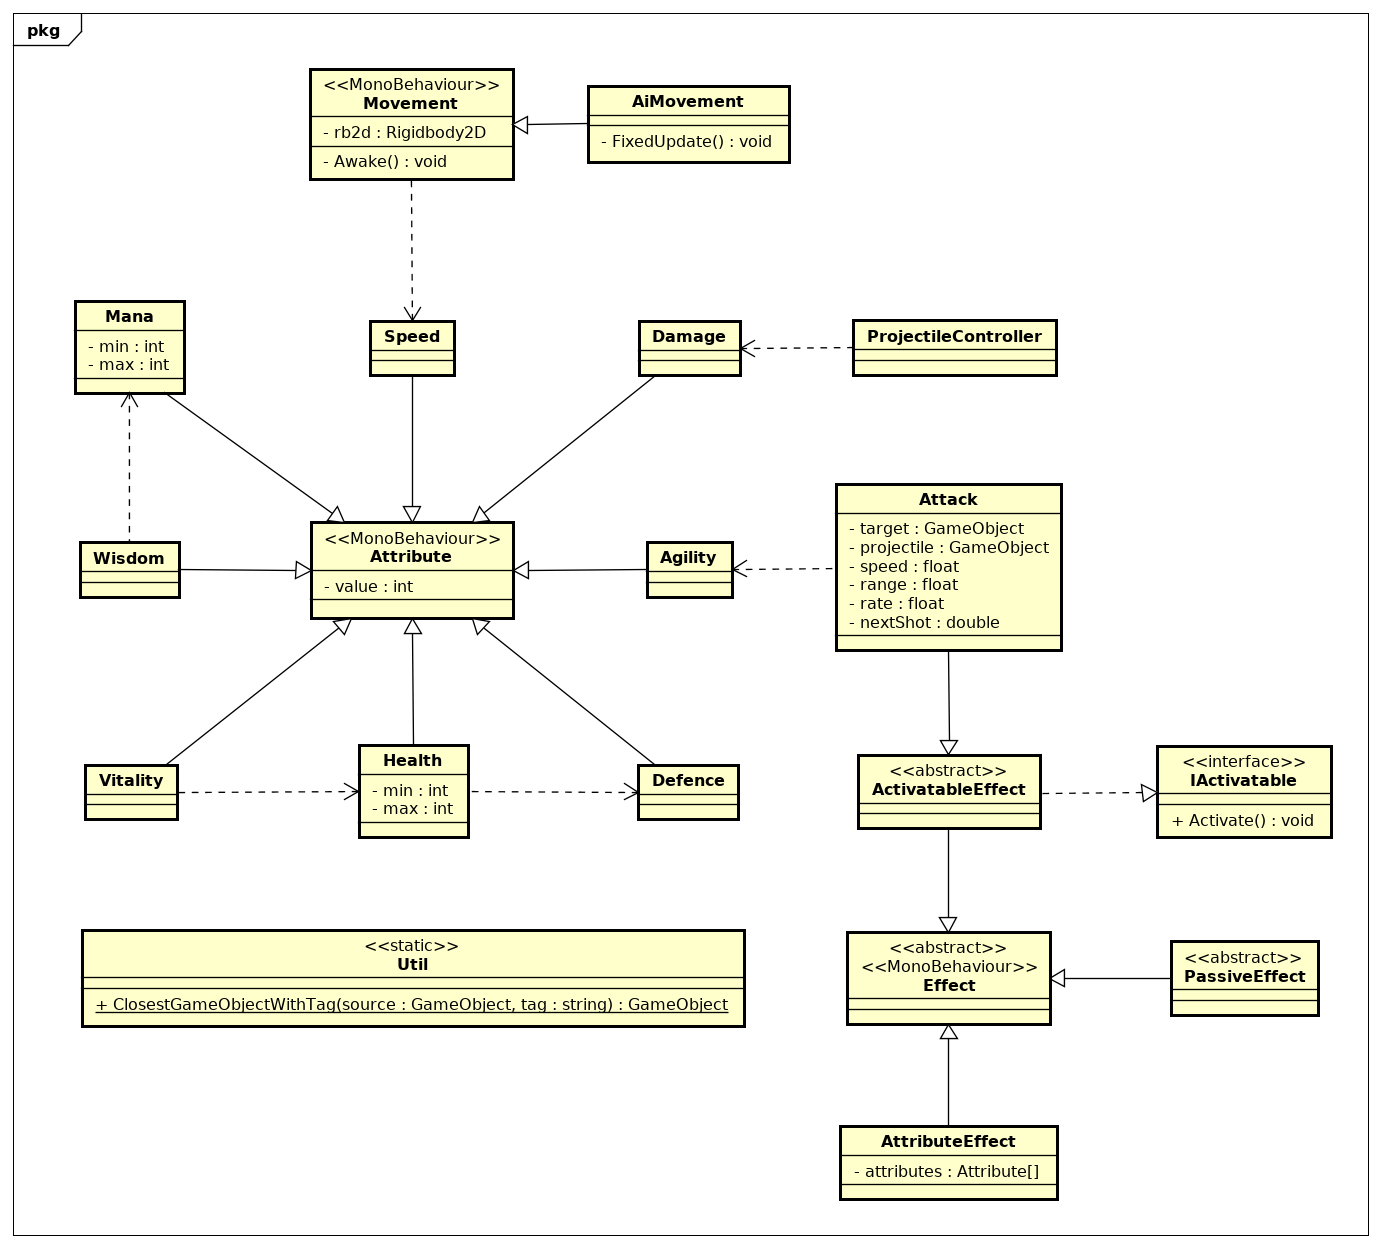 pkg
<<MonoBehaviour>>
Movement
- rb2d : Rigidbody2D
- Awake() : void
AiMovement
- FixedUpdate() : void
Mana
- min : int
- max : int
Speed
Damage
ProjectileController
Wisdom
<<MonoBehaviour>>
Attribute
- value : int
Agility
Attack
- target : GameObject
- projectile : GameObject
- speed : float
- range : float
- rate : float
- nextShot : double
Vitality
Health
- min : int
- max : int
Defence
<<abstract>>
ActivatableEffect
<<interface>>
IActivatable
+ Activate() : void
<<static>>
Util
+ ClosestGameObjectWithTag(source : GameObject, tag : string) : GameObject
<<abstract>>
<<MonoBehaviour>>
Effect
<<abstract>>
PassiveEffect
AttributeEffect
- attributes : Attribute[]